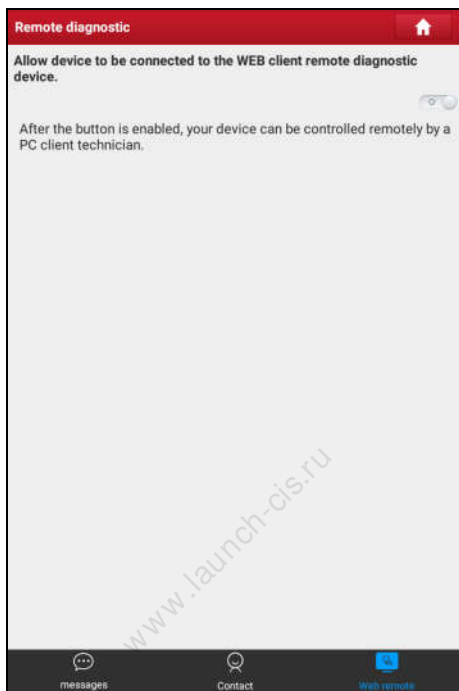 Remote diagnostic
Allow device to be connected to the WEB client remote diagnostic
device.
After the button is enabled, your device can be controlled remotely by a
PC client technician.
www.launch-cis.ru
messages
Contact
Web remote